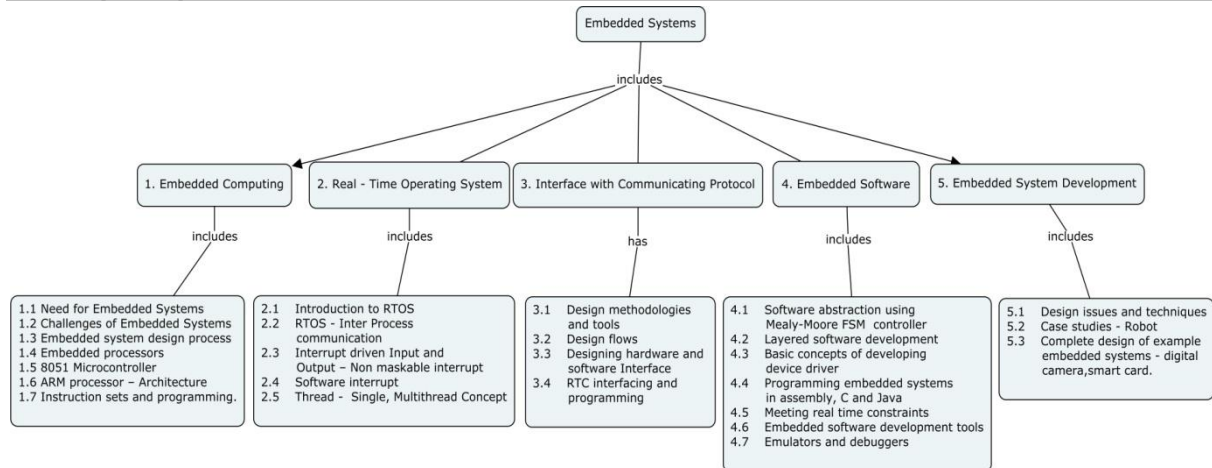 Embedded Systems
includes
1. Embedded Computing
2. Real - Time Operating System
3. Interface with Communicating Protocol
4. Embedded Software
5. Embedded System Development
includes
includes
has
includes
includes
1.1 Need for Embedded Systems
1.2 Challenges of Embedded Systems
1.3 Embedded system design process
1.4 Embedded processors
1.5 8051 Microcontroller
1.6 ARM processor – Architecture
1.7 Instruction sets and programming.
2.1 Introduction to RTOS
2.2 RTOS - Inter Process
communication
2.3 Interrupt driven Input and
Output – Non maskable interrupt
2.4 Software interrupt
2.5 Thread - Single, Multithread Concept
3.1 Design methodologies
and tools
3.2 Design flows
3.3 Designing hardware and
software Interface
3.4 RTC interfacing and
programming
4.1 Software abstraction using
Mealy-Moore FSM controller
4.2 Layered software development
4.3 Basic concepts of developing
device driver
4.4 Programming embedded systems
in assembly, C and Java
4.5 Meeting real time constraints
4.6 Embedded software development tools
4.7 Emulators and debuggers
5.1 Design issues and techniques
5.2 Case studies - Robot
5.3 Complete design of example
embedded systems - digital
camera,smart card.